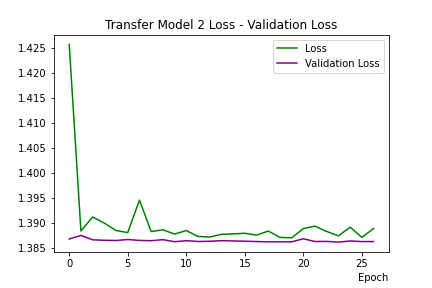 Transfer Model 2 Loss - Validation Loss
Loss
Validation Loss
1.425
1.420
1.415
1.410
1.405
1.400
1.395
1.390
1.385
0 5 10 15 20 25
Epoch